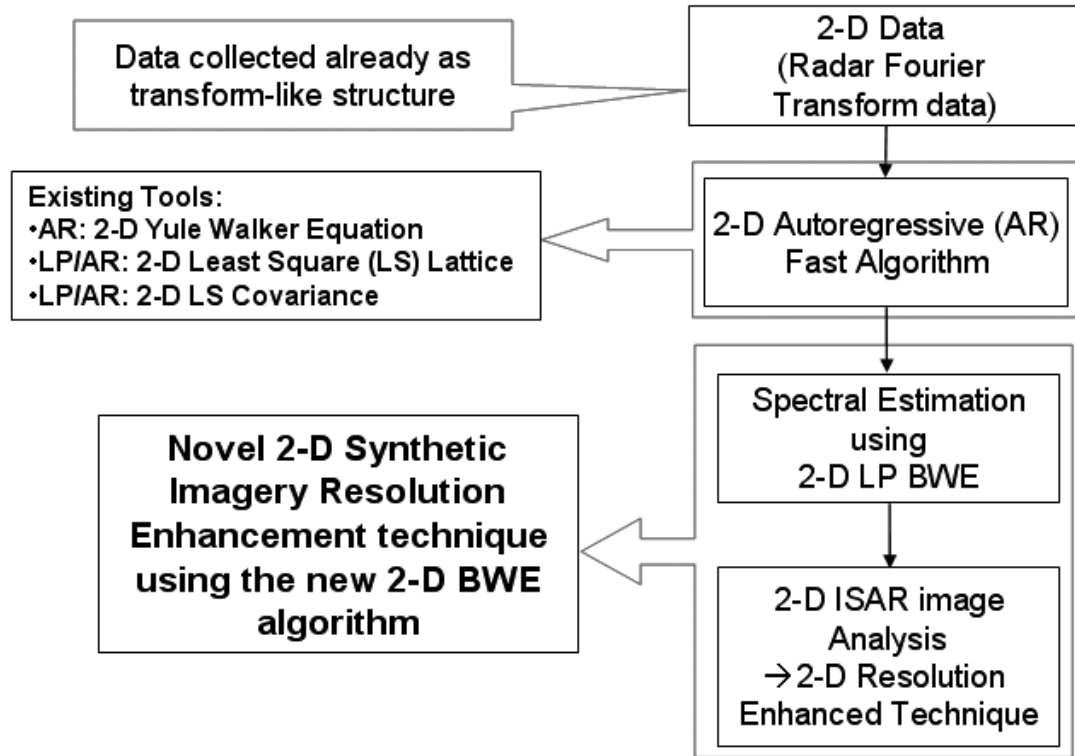 Data collected already as
transform-like structure
2-D Data
(Radar Fourier
Transform data)
Existing Tools:
•AR: 2-D Yule Walker Equation
•LP/AR: 2-D Least Square (LS) Lattice
•LP/AR: 2-D LS Covariance
2-D Autoregressive (AR)
Fast Algorithm
Spectral Estimation
using
2-D LP BWE
Novel 2-D Synthetic
Imagery Resolution
Enhancement technique
using the new 2-D BWE
algorithm
2-D ISAR image
Analysis
→2-D Resolution
Enhanced Technique